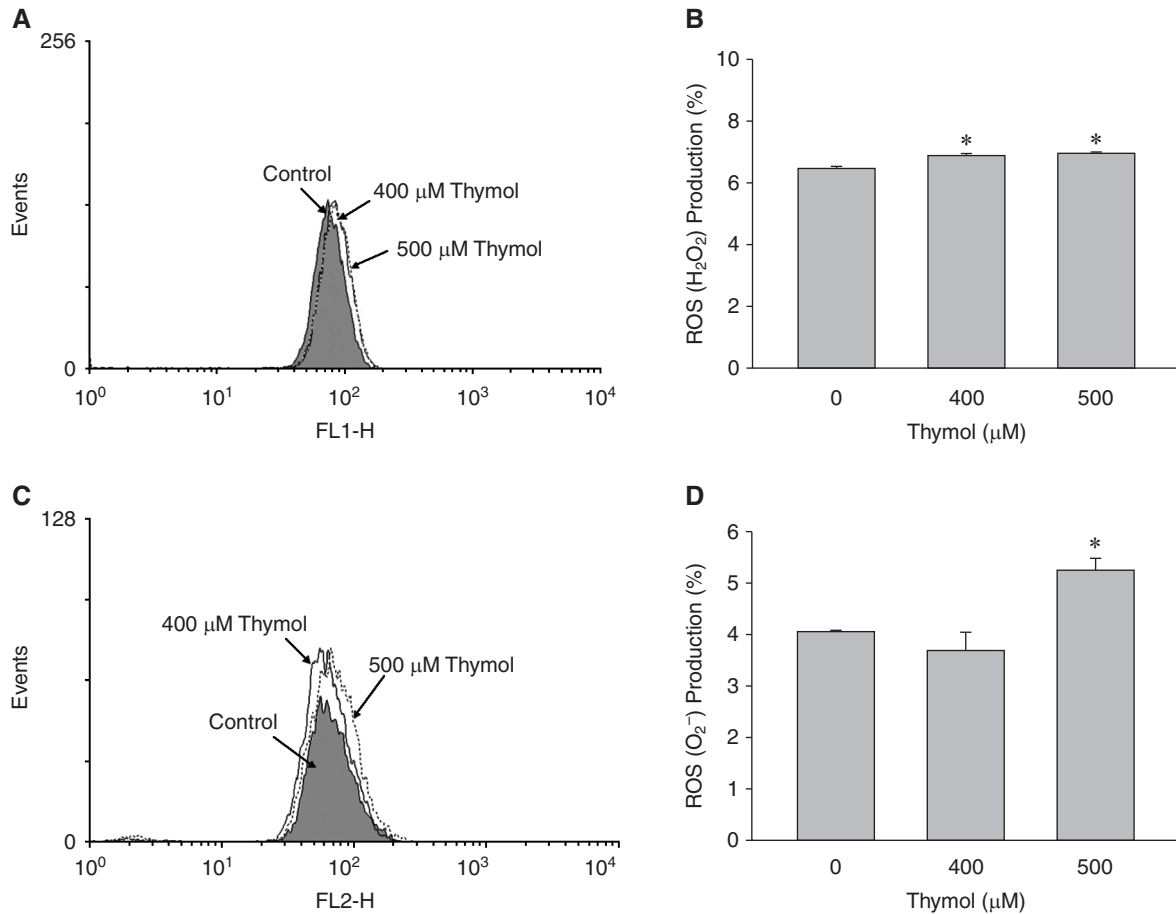 A
256
Events
0
Control
400 μM Thymol
500 μM Thymol
10⁰ 10¹ 10² 10³ 10⁴
FL1-H
B
ROS (H₂O₂) Production (%)
10
8
6
4
2
0
*
*
0 400 500
Thymol (μM)
C
128
Events
0
400 μM Thymol
500 μM Thymol
Control
10⁰ 10¹ 10² 10³ 10⁴
FL2-H
D
ROS (O₂⁻) Production (%)
6
5
4
3
2
1
0
*
0 400 500
Thymol (μM)